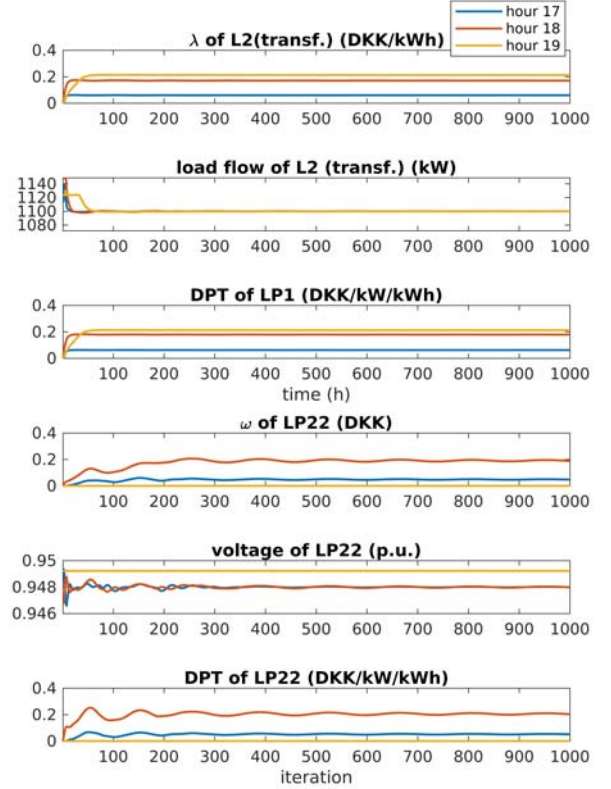 hour 17
hour 18
hour 19
λ of L2(transf.) (DKK/kWh)
0.4
0.2
0
100 200 300 400 500 600 700 800 900 1000
load flow of L2 (transf.) (kW)
1140
1120
1100
1080
100 200 300 400 500 600 700 800 900 1000
DPT of LP1 (DKK/kW/kWh)
0.4
0.2
0
100 200 300 400 500 600 700 800 900 1000
time (h)
ω of LP22 (DKK)
0.4
0.2
0
100 200 300 400 500 600 700 800 900 1000
voltage of LP22 (p.u.)
0.95
0.948
0.946
100 200 300 400 500 600 700 800 900 1000
DPT of LP22 (DKK/kW/kWh)
0.4
0.2
0
100 200 300 400 500 600 700 800 900 1000
iteration